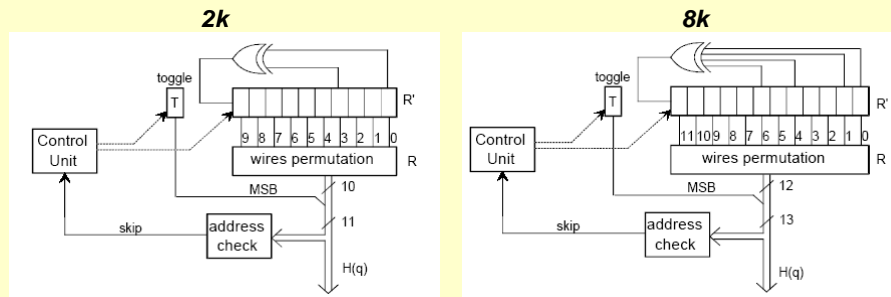 2k
toggle
T
R'
9 8 7 6 5 4 3 2 1 0
Control
Unit
wires permutation
R
MSB
10
11
skip
address
check
H(q)
8k
toggle
T
R'
11 10 9 8 7 6 5 4 3 2 1 0
Control
Unit
wires permutation
R
MSB
12
13
skip
address
check
H(q)